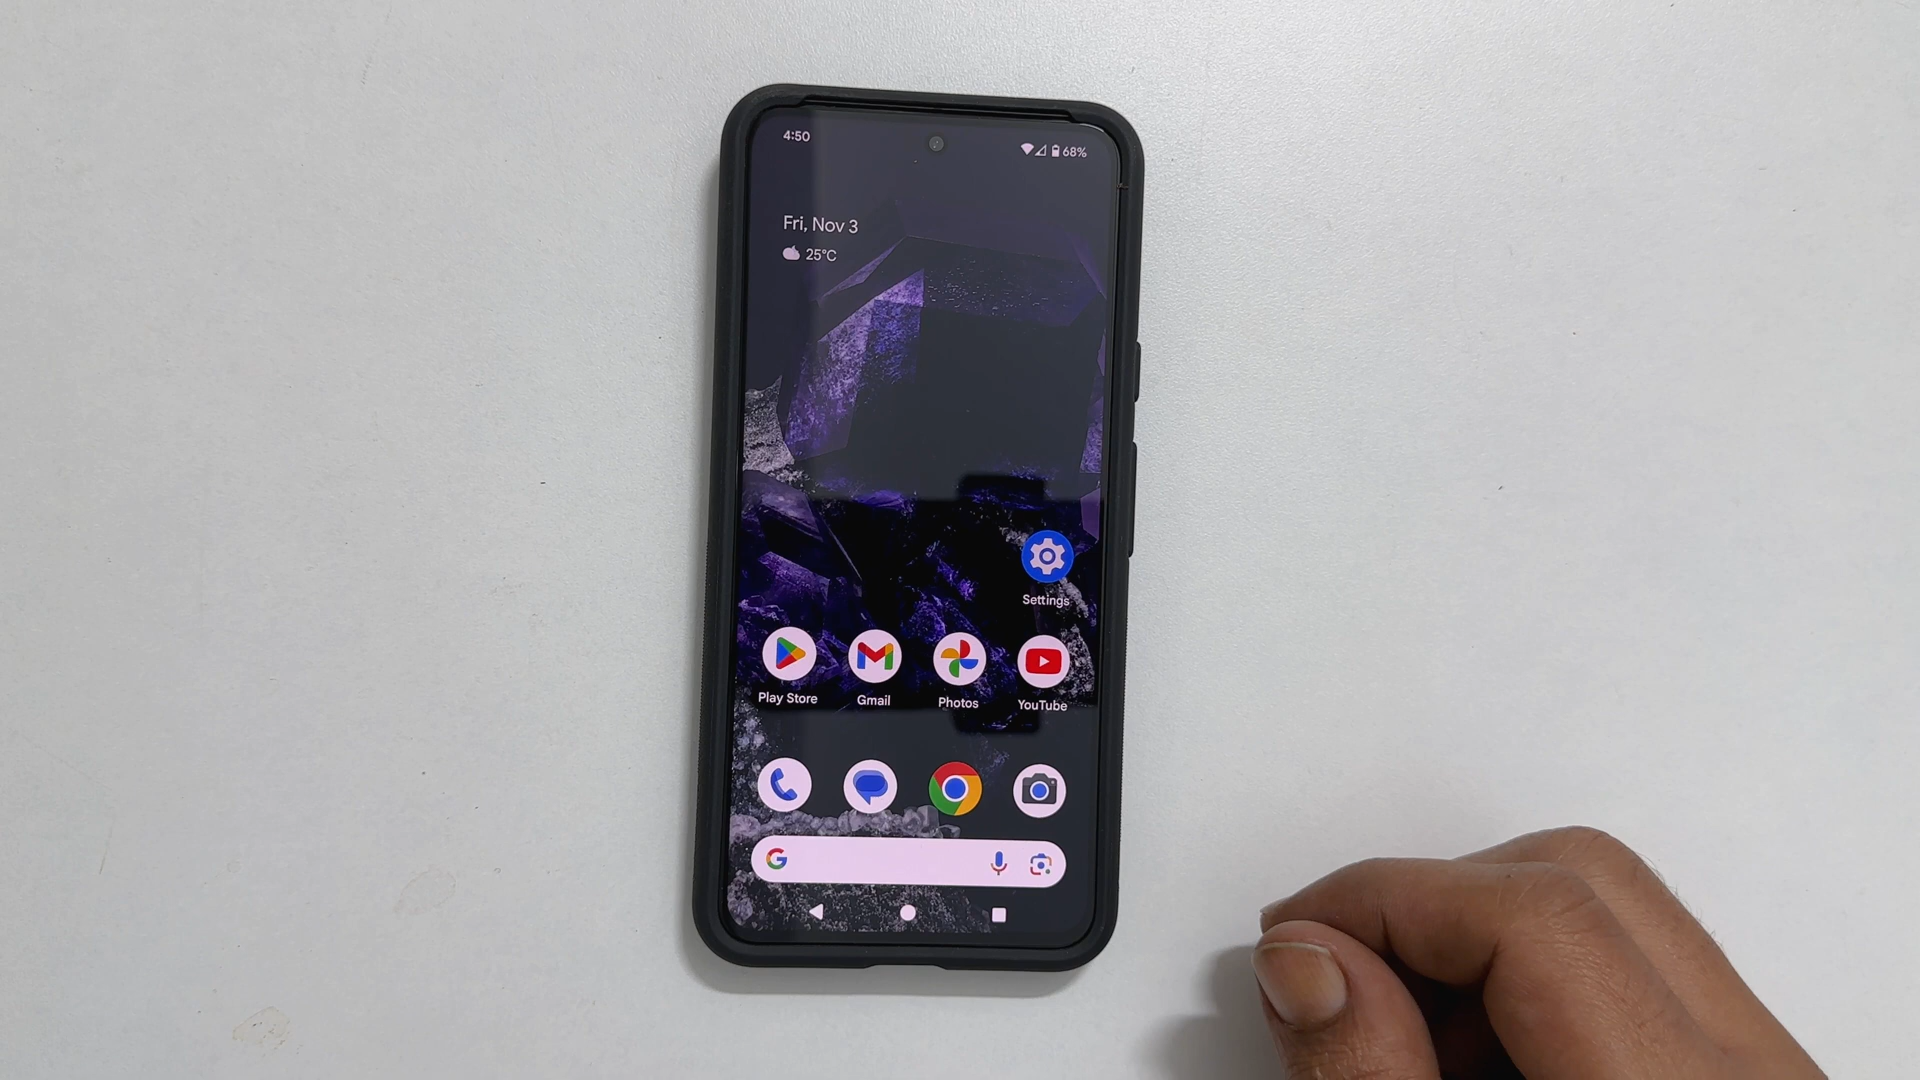 4:50
68%
Fri, Nov 3
25°C
Settings
Play Store
Gmail
Photos
YouTube
G